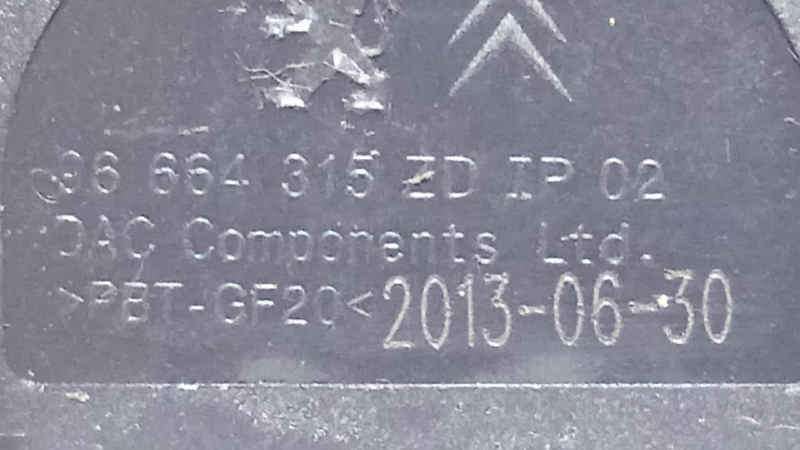 96 664 315 ZD IP 02
DAC Components Ltd.
>PBT-GF20< 2013-06-30